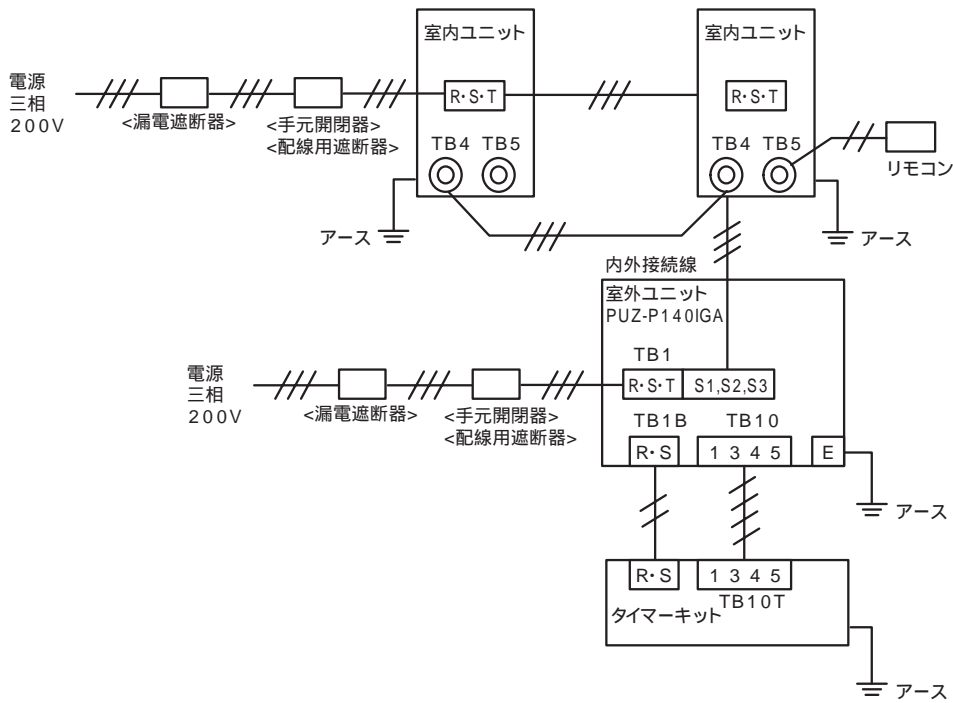 室内ユニット
室内ユニット
電源
三相
200V
<漏電遮断器>
<手元開閉器>
<配線用遮断器>
R・S・T
R・S・T
TB4 TB5
TB4 TB5
リモコン
アース
アース
内外接続線
室外ユニット
PUZ-P140IGA
TB1
電源
三相
200V
<漏電遮断器>
<手元開閉器>
<配線用遮断器>
R・S・T
S1,S2,S3
TB1B
TB10
R・S
1 3 4 5
E
アース
R・S
1 3 4 5
TB10T
タイマーキット
アース